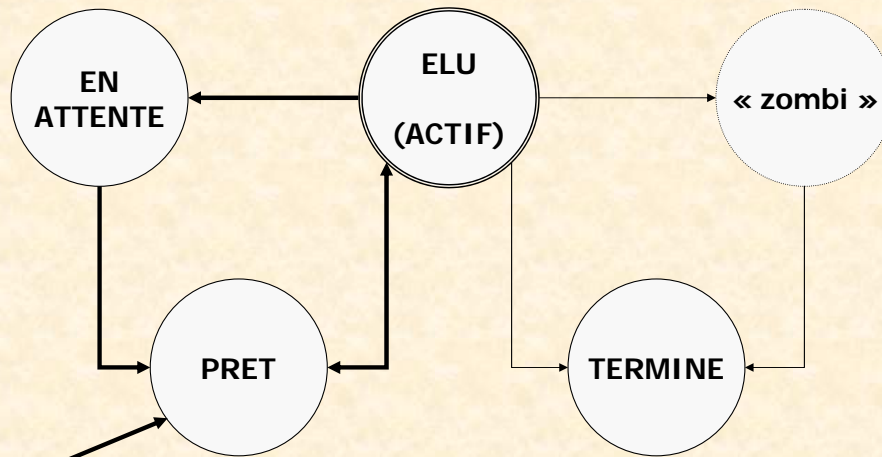 EN
ATTENTE
ELU
(ACTIF)
« zombi »
PRET
TERMINE